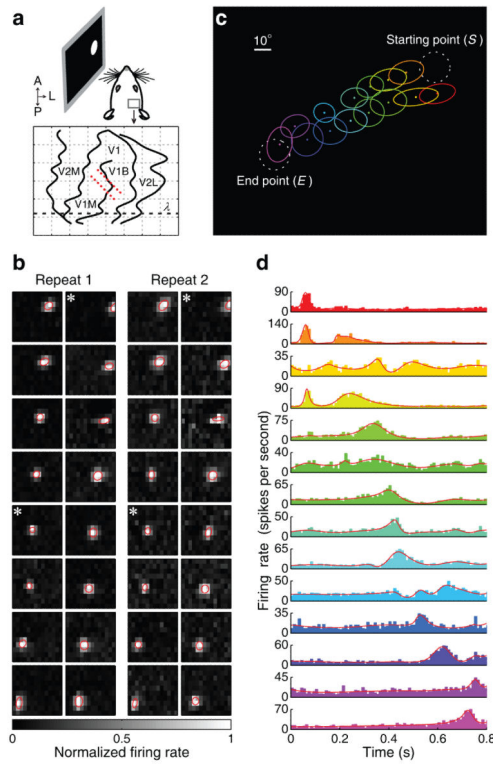 a
A
L
P
V1
V2M
V1B
V2L
V1M
λ
c
10°
Starting point (S)
End point (E)
b
Repeat 1
Repeat 2
*
*
*
*
0
1
Normalized firing rate
d
90
0
140
0
35
0
90
0
75
0
40
0
65
0
50
0
65
0
50
0
35
0
60
0
45
0
70
0
Firing rate (spikes per second)
0
0.2
0.4
0.6
0.8
Time (s)